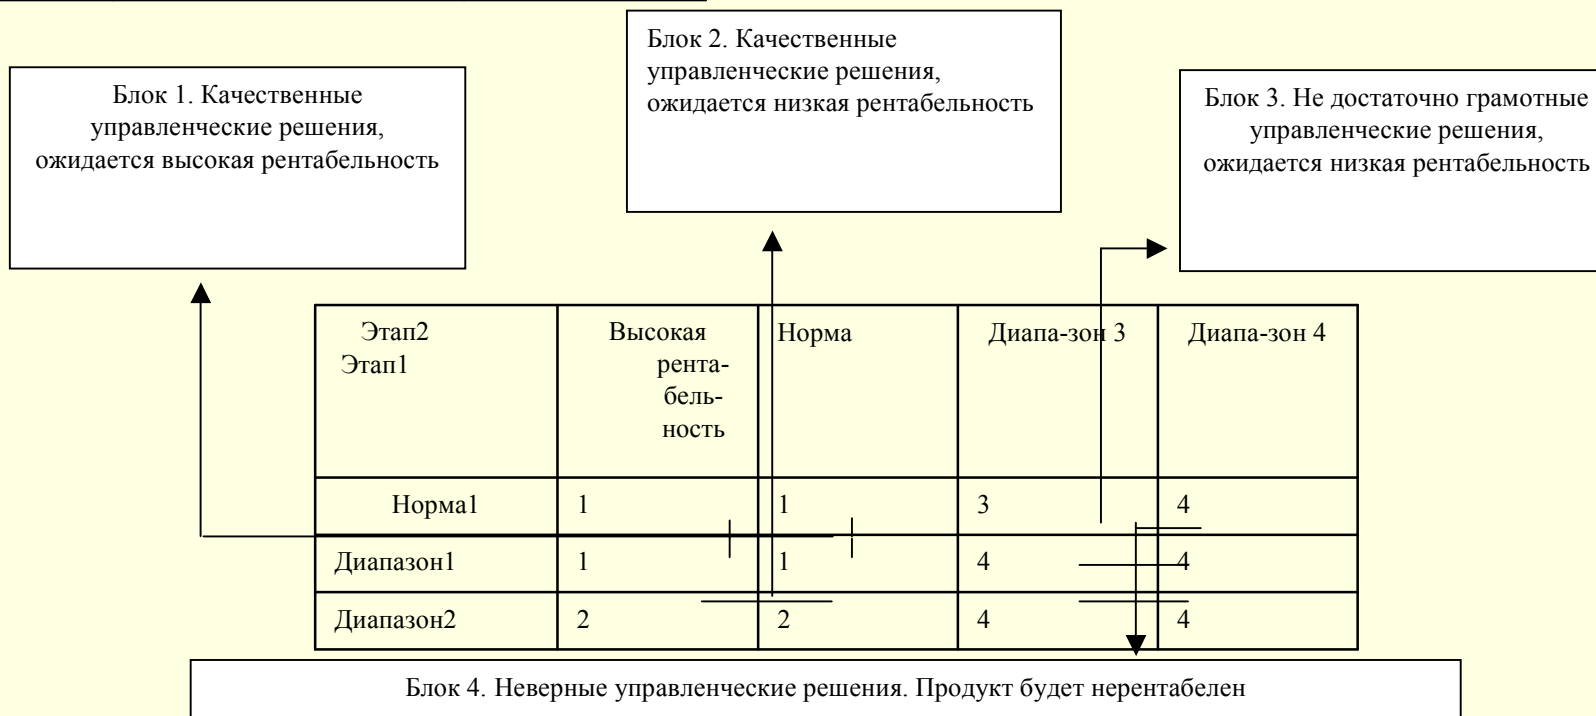 Блок 1. Качественные
управленческие решения,
ожидается высокая рентабельность
Блок 2. Качественные
управленческие решения,
ожидается низкая рентабельность
Блок 3. Не достаточно грамотные
управленческие решения,
ожидается низкая рентабельность
Этап2
Этап1
Высокая
рента-
бель-
ность
Норма
Диапа-зон 3
Диапа-зон 4
Норма1 1 1 3 4
Диапазон1 1 1 4 4
Диапазон2 2 2 4 4
Блок 4. Неверные управленческие решения. Продукт будет нерентабелен